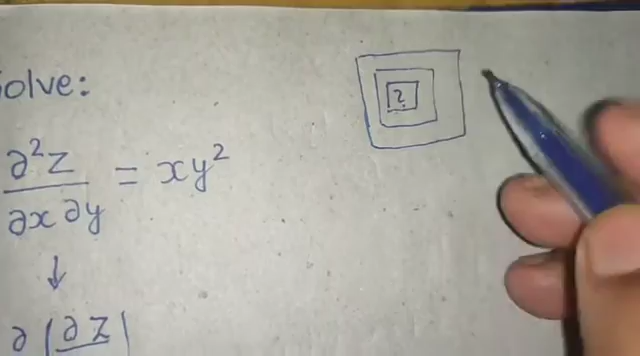 olve:
?
∂²z / ∂x ∂y = xy²
↓
∂ ( ∂z